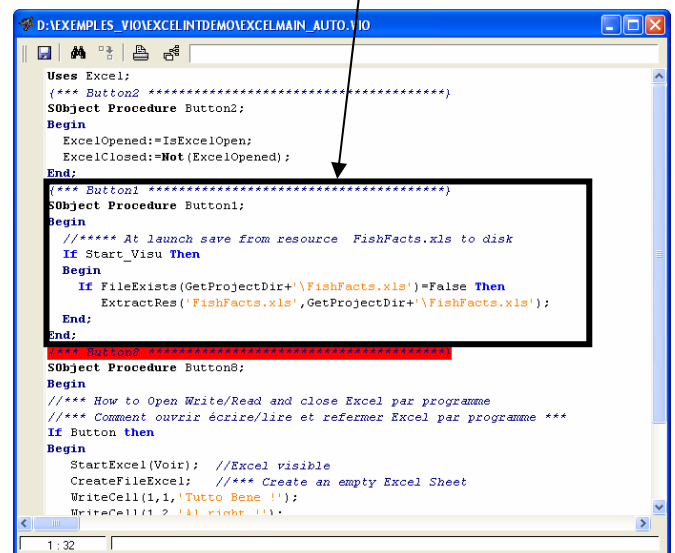 D:\EXEMPLES_VIO\EXCELINTDEMO\EXCELMAIN_AUTO.VIO
Uses Excel;
{*** Button2 ***************************************}
SObject Procedure Button2;
Begin
ExcelOpened:=IsExcelOpen;
ExcelClosed:=Not(ExcelOpened);
End;
{*** Button1 ***************************************}
SObject Procedure Button1;
Begin
//***** At launch save from resource  FishFacts.xls to disk
If Start_Visu Then
Begin
If FileExists(GetProjectDir+'\FishFacts.xls')=False Then
ExtractRes('FishFacts.xls',GetProjectDir+'\FishFacts.xls');
End;
End;
{*** Button8 ***************************************}
SObject Procedure Button8;
Begin
//*** How to Open Write/Read and close Excel par programme
//*** Comment ouvrir écrire/lire et refermer Excel par programme ***
If Button then
Begin
StartExcel(Voir);  //Excel visible
CreateFileExcel;   //*** Create an empty Excel Sheet
WriteCell(1,1,'Tutto Bene !');
WriteCell(1,2,'Al right !');
1 : 32